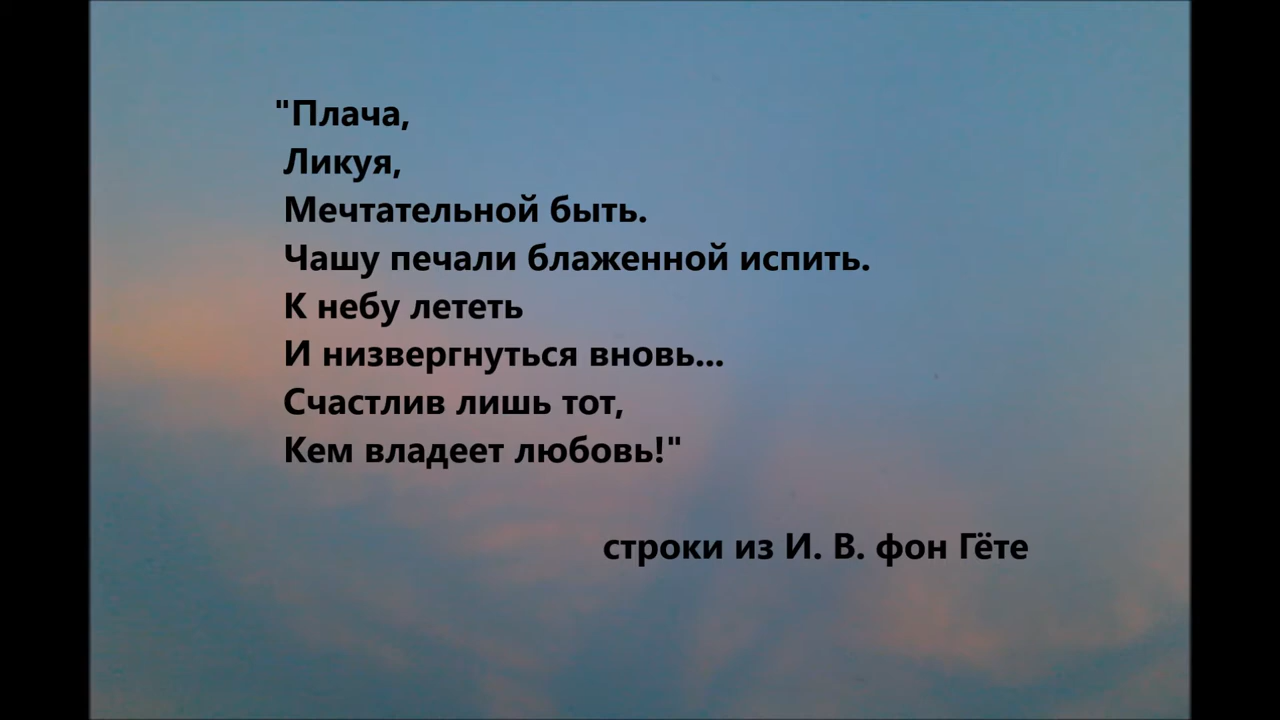 "Плача,
Ликуя,
Мечтательной быть.
Чашу печали блаженной испить.
К небу лететь
И низвергнуться вновь...
Счастлив лишь тот,
Кем владеет любовь!"
строки из И. В. фон Гёте